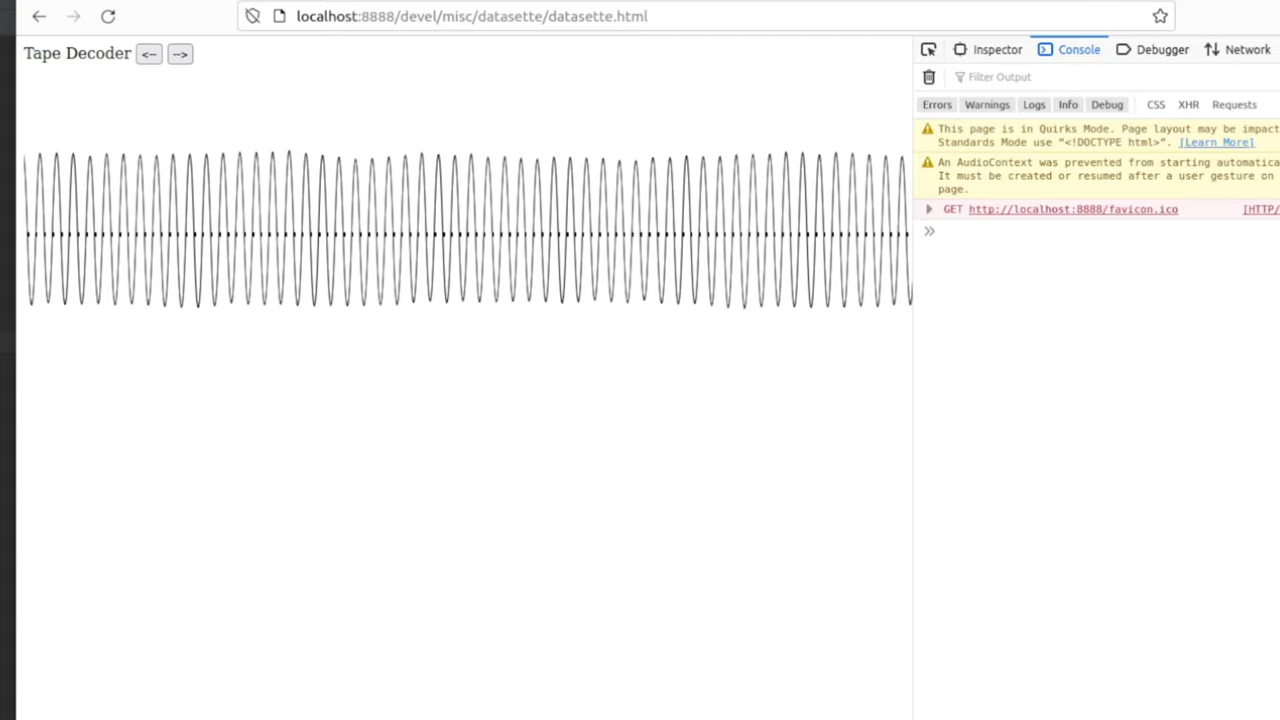 localhost:8888/devel/misc/datasette/datasette.html
Tape Decoder <-- -->
Inspector Console Debugger Network
Filter Output
Errors Warnings Logs Info Debug CSS XHR Requests
This page is in Quirks Mode. Page layout may be impact
Standards Mode use “<!DOCTYPE html>”. [Learn More]
An AudioContext was prevented from starting automatica
It must be created or resumed after a user gesture on
page.
GET http://localhost:8888/favicon.ico [HTTP/